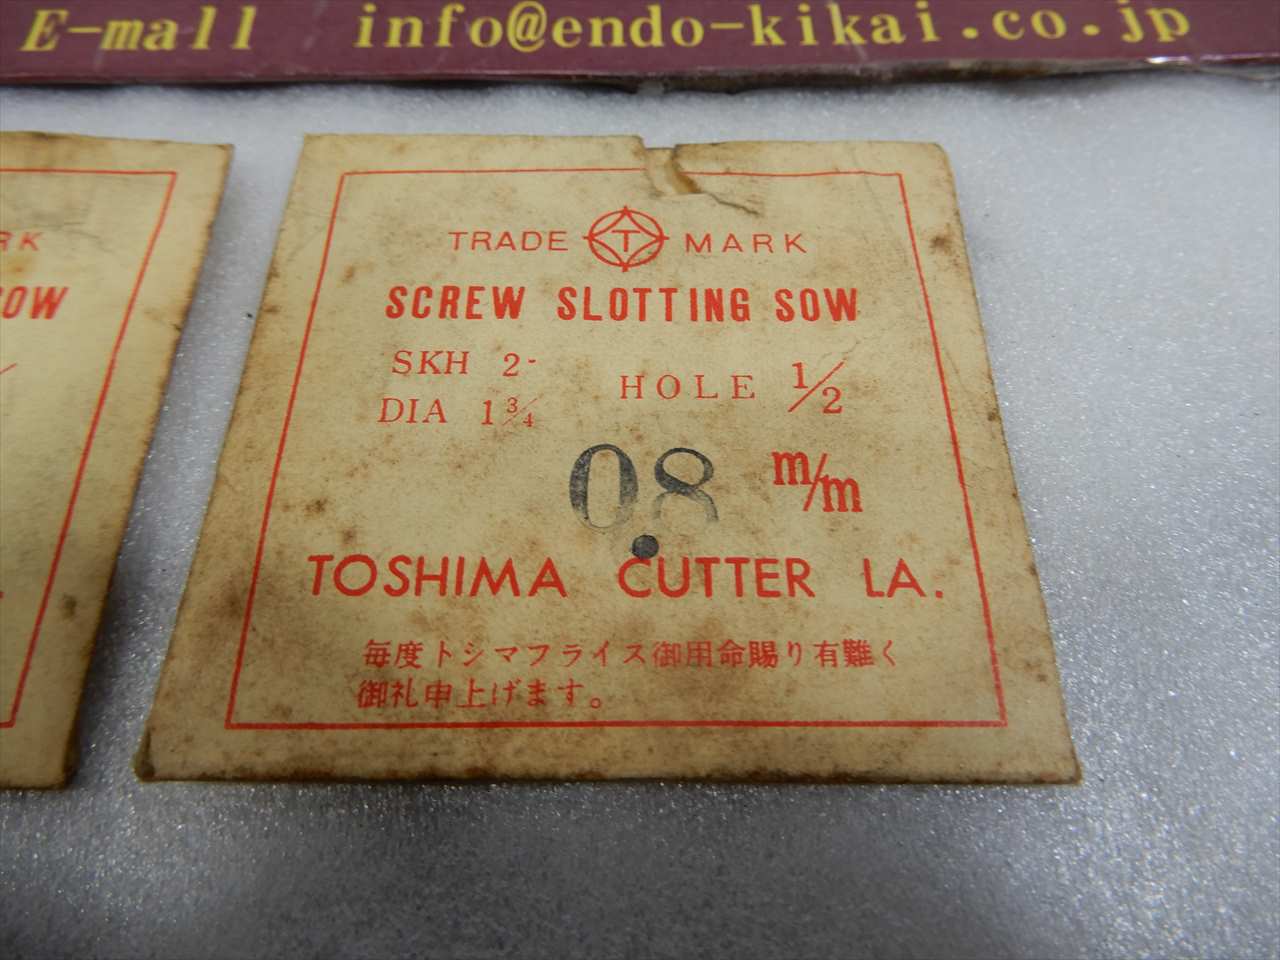 E-mall info@endo-kikai.co.jp
RK
OW
TRADE T MARK
SCREW SLOTTING SOW
SKH 2-
HOLE 1/2
DIA 1 3/4
0.8 m/m
TOSHIMA CUTTER LA.
毎度トシマフライス御用命賜り有難く
御礼申上げます。